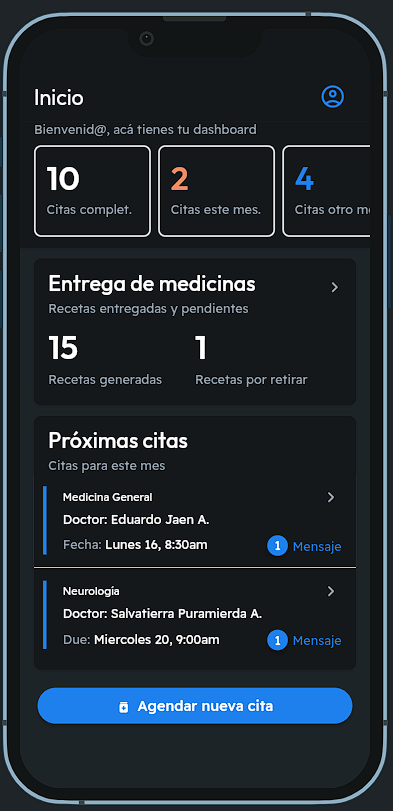 Inicio
Bienvenid@, acá tienes tu dashboard
10
Citas complet.
2
Citas este mes.
4
Citas otro me
Entrega de medicinas
Recetas entregadas y pendientes
15
Recetas generadas
1
Recetas por retirar
Próximas citas
Citas para este mes
Medicina General
Doctor: Eduardo Jaen A.
Fecha: Lunes 16, 8:30am
1 Mensaje
Neurología
Doctor: Salvatierra Puramierda A.
Due: Miercoles 20, 9:00am
1 Mensaje
Agendar nueva cita